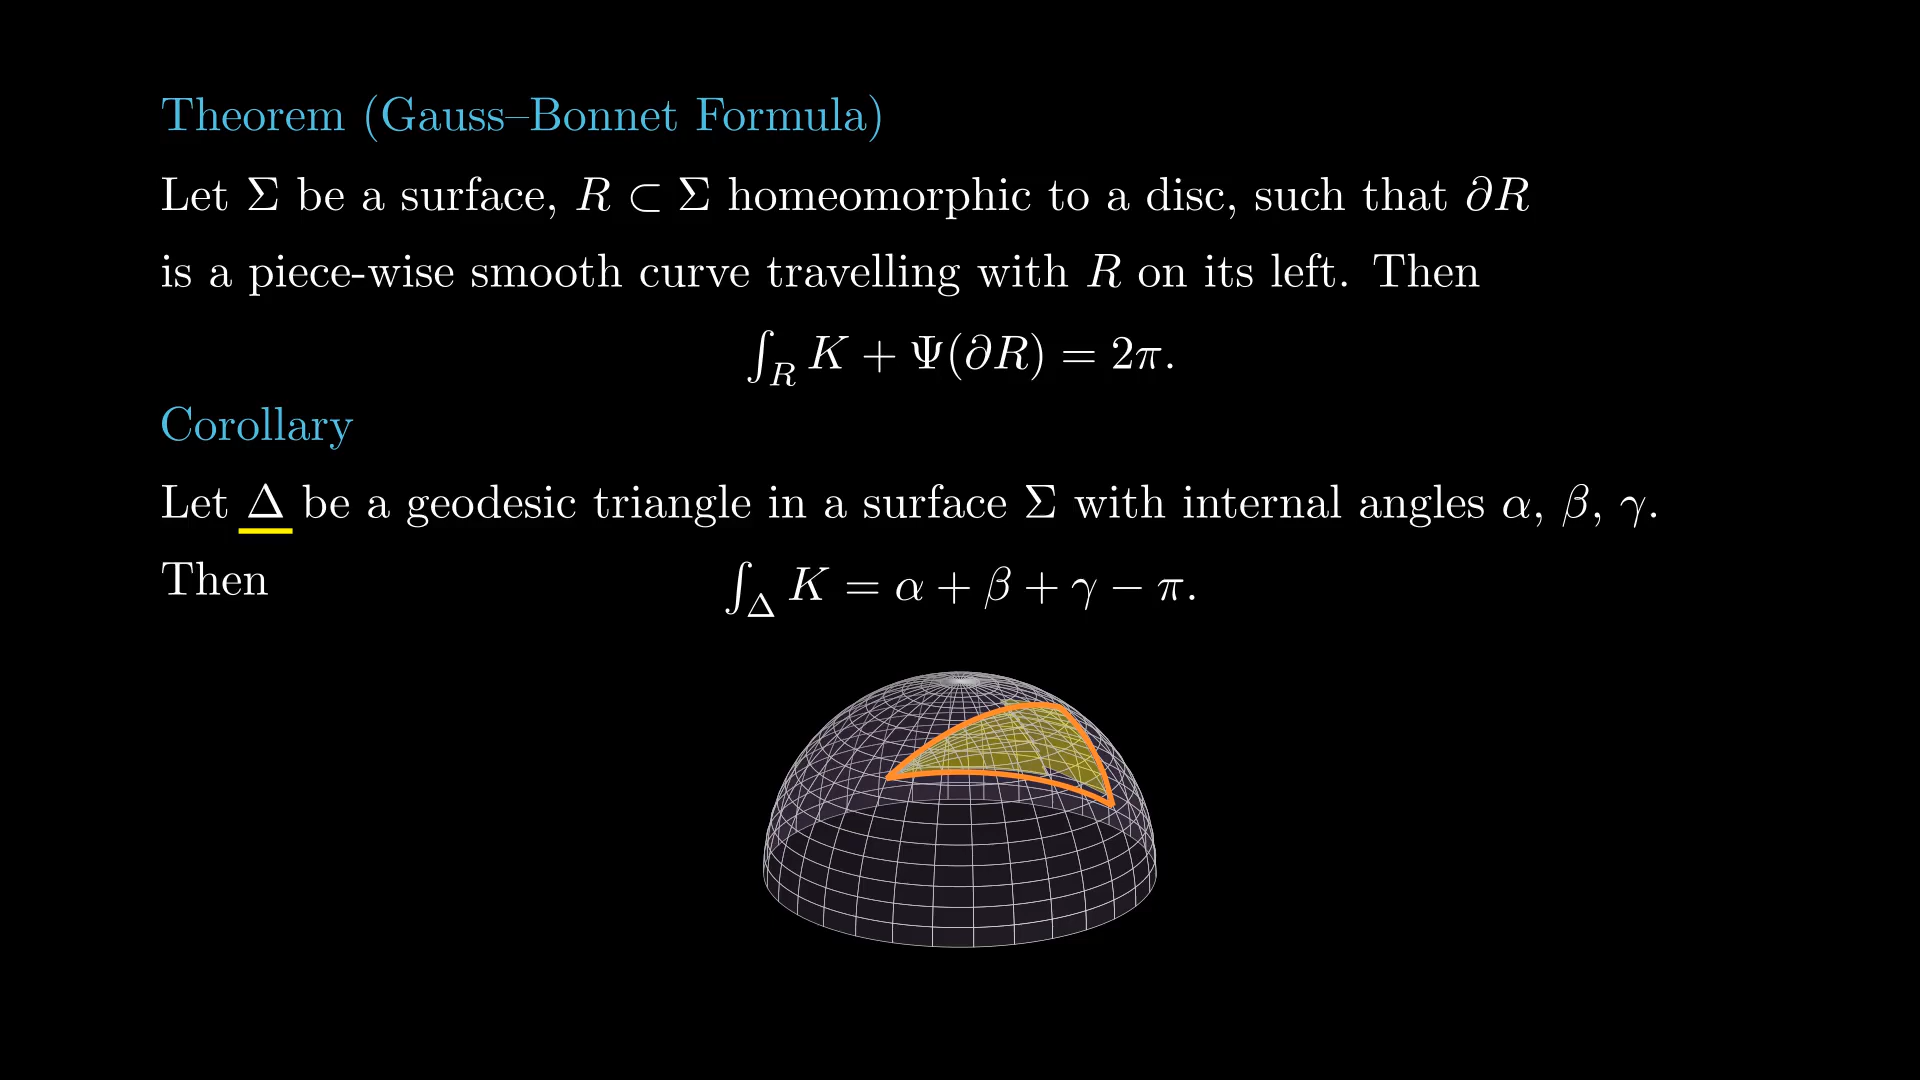 Theorem (Gauss–Bonnet Formula)
Let Σ be a surface, R ⊂ Σ homeomorphic to a disc, such that ∂R
is a piece-wise smooth curve travelling with R on its left. Then
∫_R K + Ψ(∂R) = 2π.
Corollary
Let Δ be a geodesic triangle in a surface Σ with internal angles α, β, γ.
Then ∫_Δ K = α + β + γ − π.